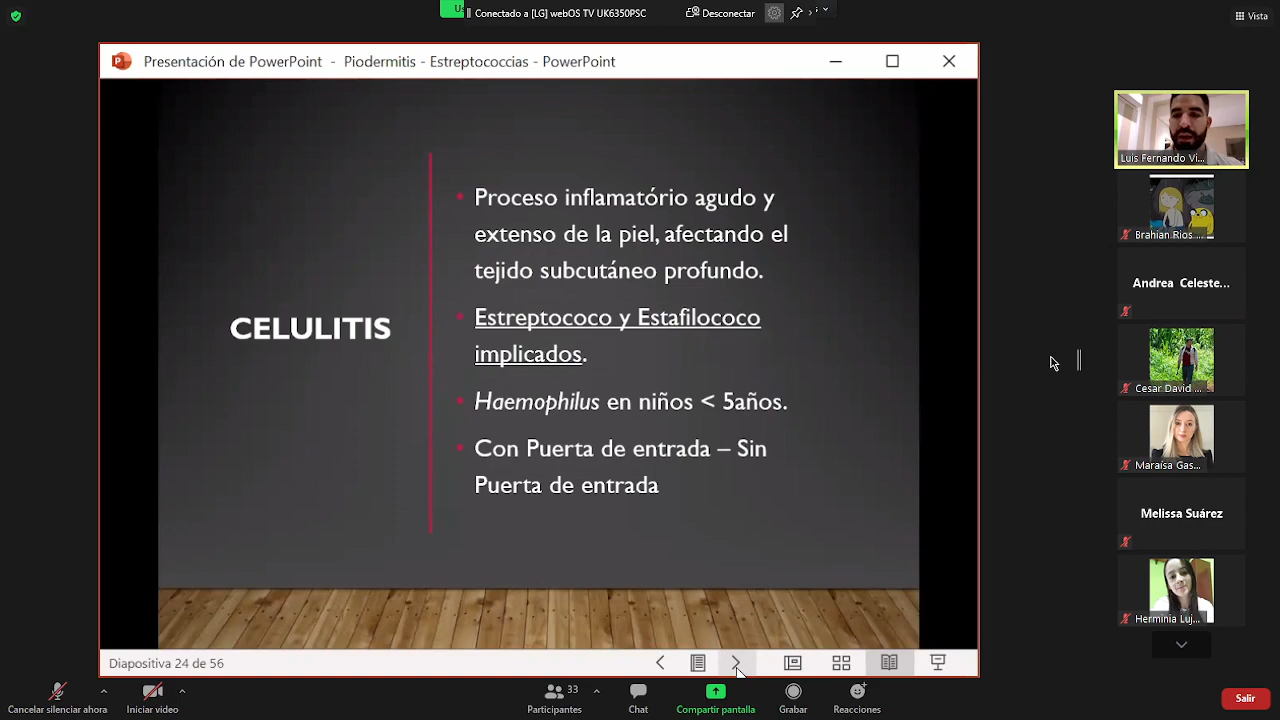 Conectado a [LG] webOS TV UK6350PSC
Desconectar
Vista
Presentación de PowerPoint - Piodermitis - Estreptococcias - PowerPoint
CELULITIS
• Proceso inflamatório agudo y
extenso de la piel, afectando el
tejido subcutáneo profundo.
• Estreptococo y Estafilococo
implicados.
• Haemophilus en niños < 5años.
• Con Puerta de entrada – Sin
Puerta de entrada
Luis Fernando Vi...
Brahian Rios...
Andrea Celeste...
Cesar David ...
Maraísa Gas...
Melissa Suárez
Herminia Luj...
Diapositiva 24 de 56
Cancelar silenciar ahora
Iniciar video
33
Participantes
Chat
Compartir pantalla
Grabar
Reacciones
Salir